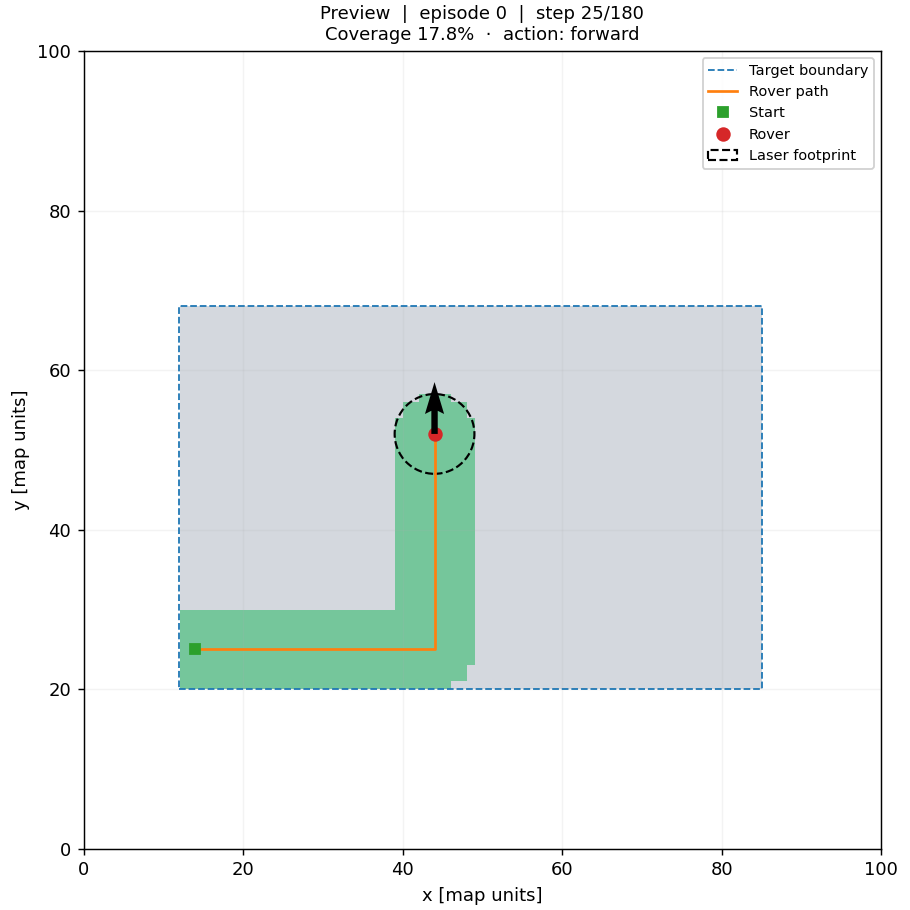 Preview | episode 0 | step 25/180
Coverage 17.8% · action: forward
Target boundary
Rover path
Start
Rover
Laser footprint
y [map units]
100
80
60
40
20
0
0 20 40 60 80 100
x [map units]